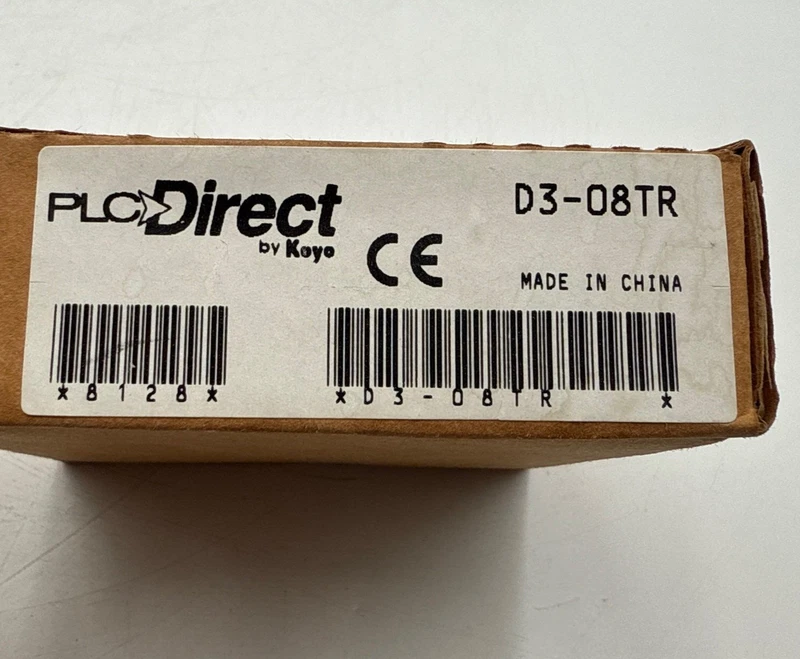 PLC Direct
by Koyo
CE
D3-08TR
MADE IN CHINA
*8128*
*D3-08TR *